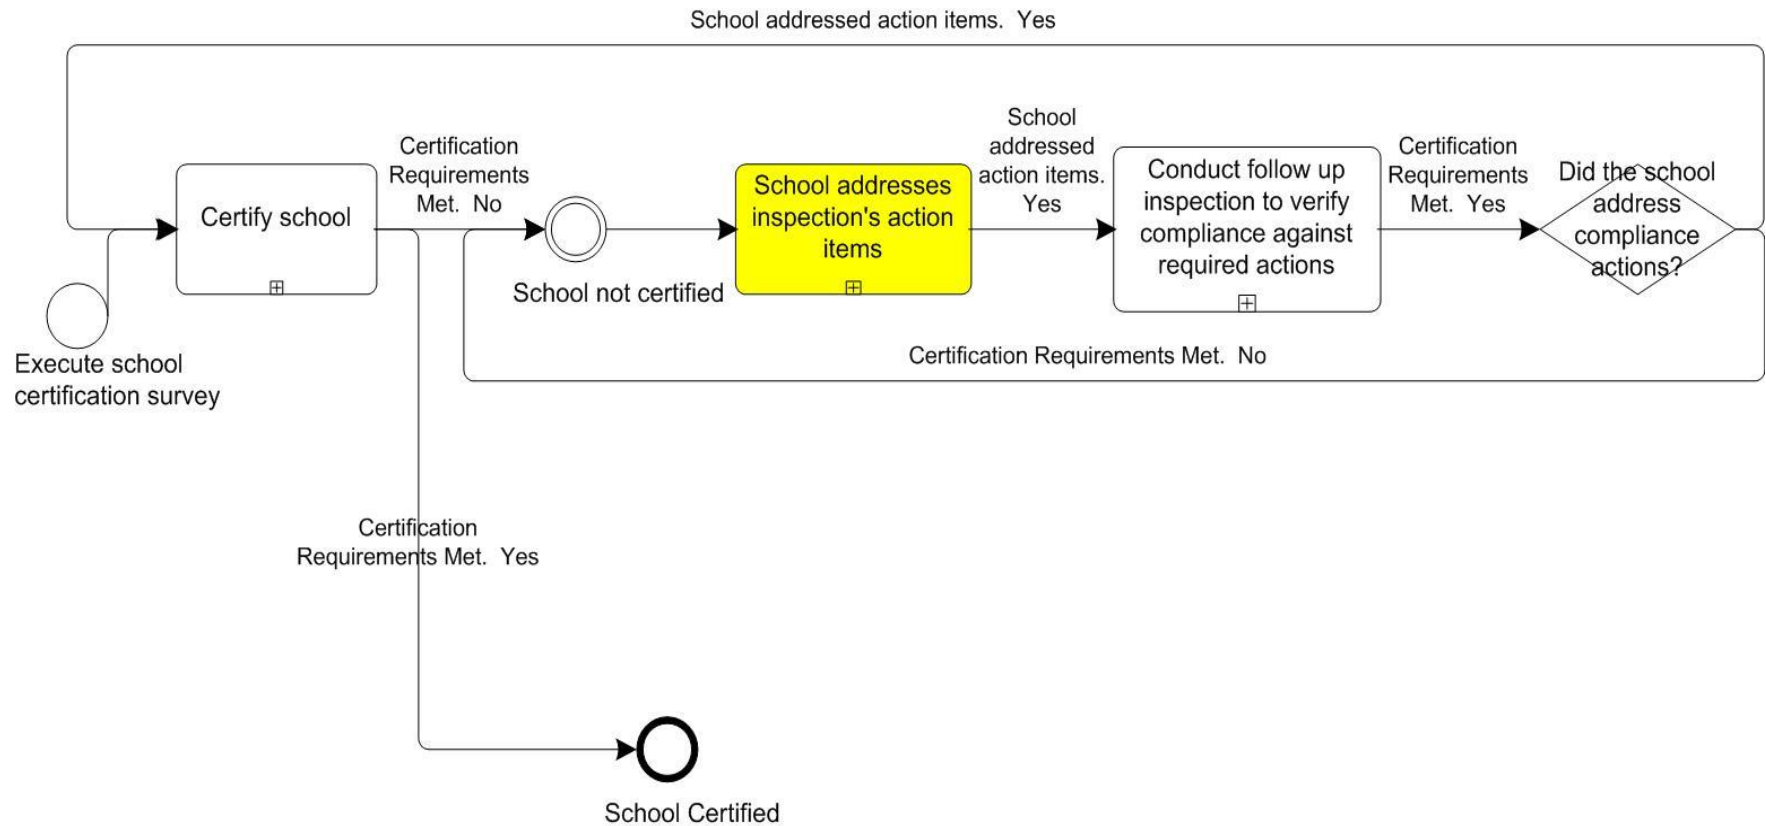 School addressed action items.  Yes
Certification
Requirements
Met.  No
School
addressed
action items.
Yes
Certification
Requirements
Met.  Yes
Certify school
School addresses
inspection's action
items
Conduct follow up
inspection to verify
compliance against
required actions
Did the school
address
compliance
actions?
School not certified
Execute school
certification survey
Certification Requirements Met.  No
Certification
Requirements Met.  Yes
School Certified